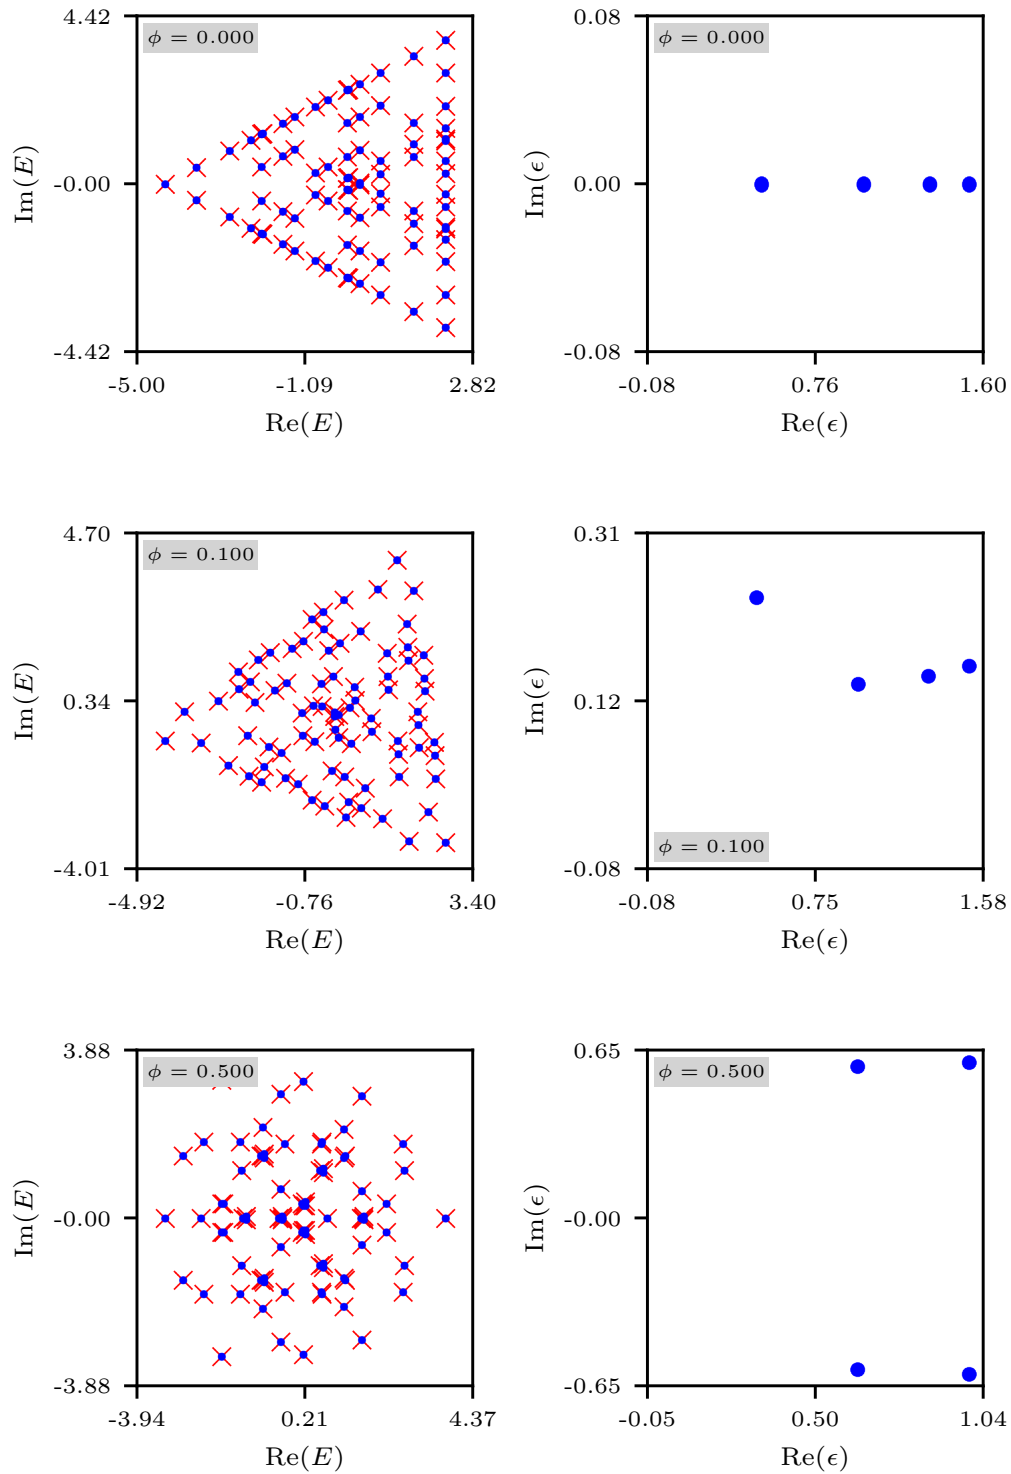 4.42
ϕ = 0.000
Im(E)
-0.00
-4.42
-5.00 -1.09 2.82
Re(E)
0.08
ϕ = 0.000
Im(ϵ)
0.00
-0.08
-0.08 0.76 1.60
Re(ϵ)
4.70
ϕ = 0.100
Im(E)
0.34
-4.01
-4.92 -0.76 3.40
Re(E)
0.31
Im(ϵ)
0.12
ϕ = 0.100
-0.08
-0.08 0.75 1.58
Re(ϵ)
3.88
ϕ = 0.500
Im(E)
-0.00
-3.88
-3.94 0.21 4.37
Re(E)
0.65
ϕ = 0.500
Im(ϵ)
-0.00
-0.65
-0.05 0.50 1.04
Re(ϵ)